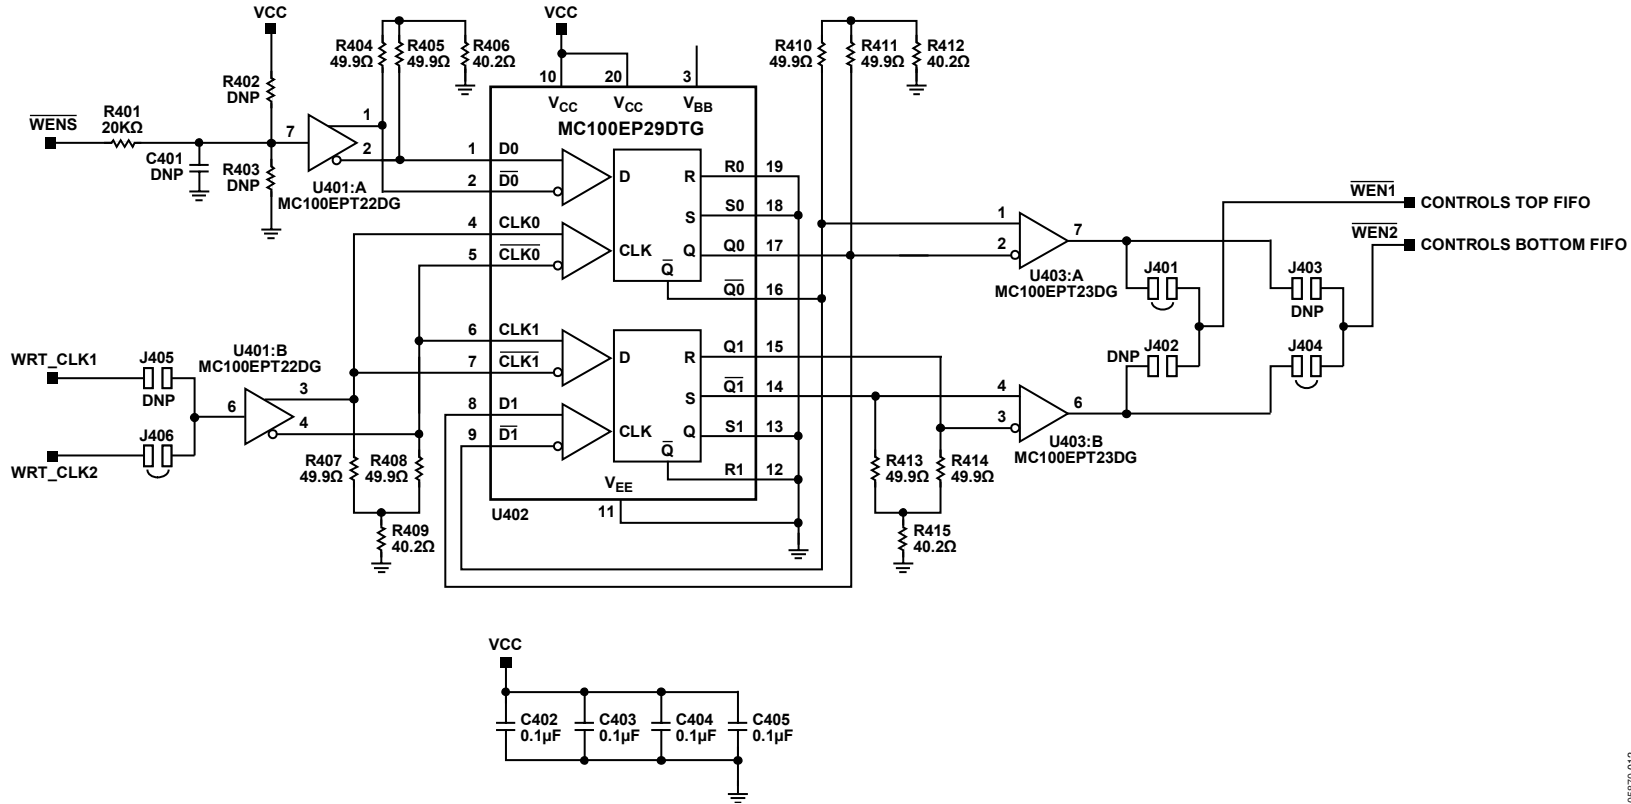 VCC
VCC
R404
49.9Ω
R405
49.9Ω
R406
40.2Ω
R410
49.9Ω
R411
49.9Ω
R412
40.2Ω
R402
DNP
10
20
3
VCC
VCC
VBB
MC100EP29DTG
WENS
R401
20KΩ
7
1
2
C401
DNP
R403
DNP
U401:A
MC100EPT22DG
1
D0
2
D0
4
CLK0
5
CLK0
D
CLK
R
S
Q
Q
R0
19
S0
18
Q0
17
Q0
16
1
2
7
U403:A
MC100EPT23DG
WEN1
CONTROLS TOP FIFO
WEN2
CONTROLS BOTTOM FIFO
J401
J403
DNP
DNP
J402
J404
WRT_CLK1
J405
DNP
U401:B
MC100EPT22DG
6
3
4
J406
WRT_CLK2
6
CLK1
7
CLK1
8
D1
9
D1
D
CLK
R
S
Q
Q
Q1
15
Q1
14
S1
13
R1
12
VEE
11
U402
4
3
6
U403:B
MC100EPT23DG
R407
49.9Ω
R408
49.9Ω
R409
40.2Ω
R413
49.9Ω
R414
49.9Ω
R415
40.2Ω
VCC
C402
0.1µF
C403
0.1µF
C404
0.1µF
C405
0.1µF